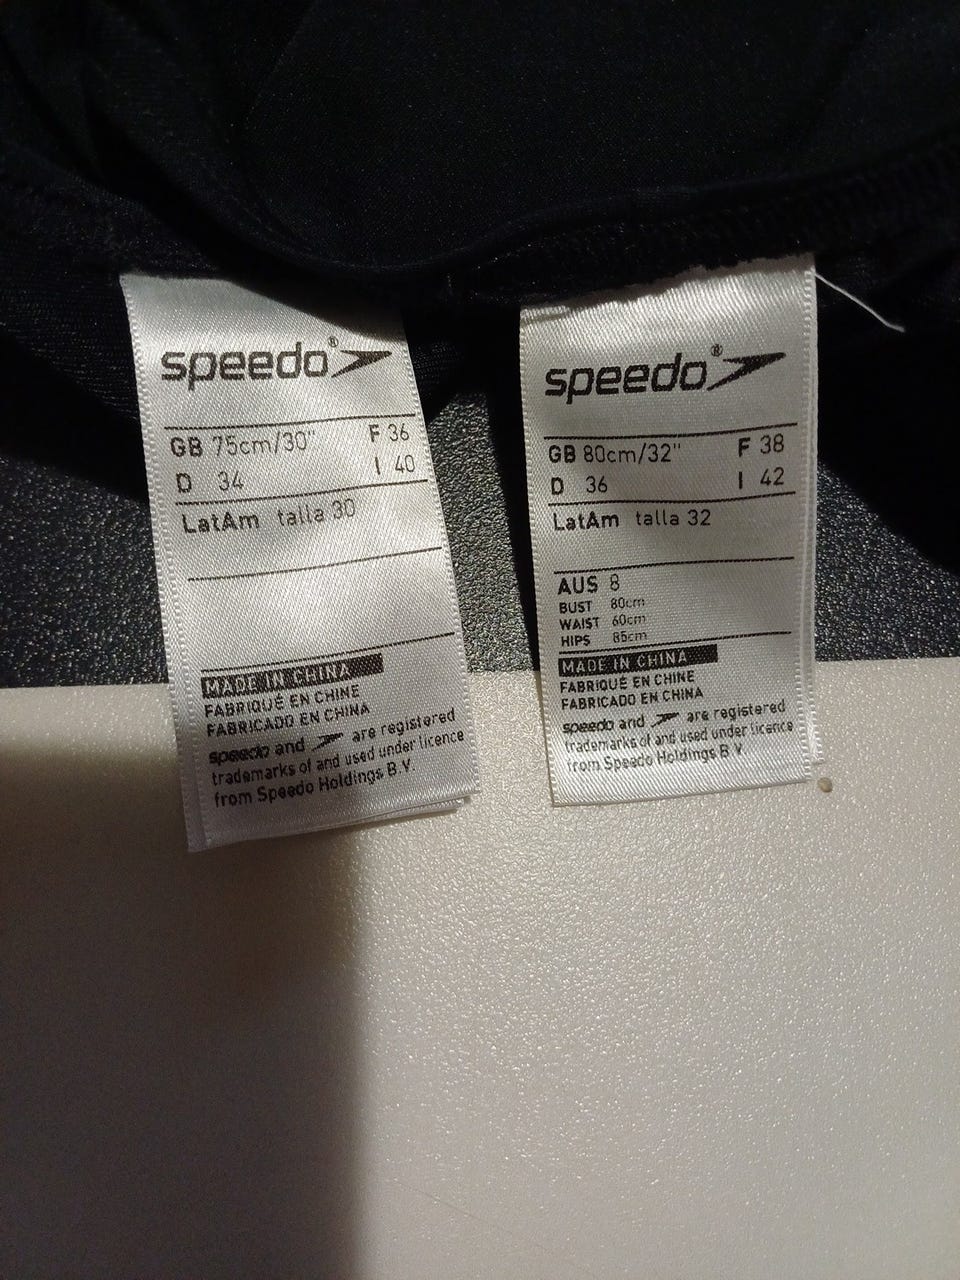 speedo®
GB 75cm/30" F 36
D 34 I 40
LatAm talla 30
MADE IN CHINA
FABRIQUÉ EN CHINE
FABRICADO EN CHINA
speedo and are registered
trademarks of and used under licence
from Speedo Holdings B.V.
speedo®
GB 80cm/32" F 38
D 36 I 42
LatAm talla 32
AUS 8
BUST 80cm
WAIST 60cm
HIPS 85cm
MADE IN CHINA
FABRIQUÉ EN CHINE
FABRICADO EN CHINA
speedo and are registered
trademarks of and used under licence
from Speedo Holdings B.V.